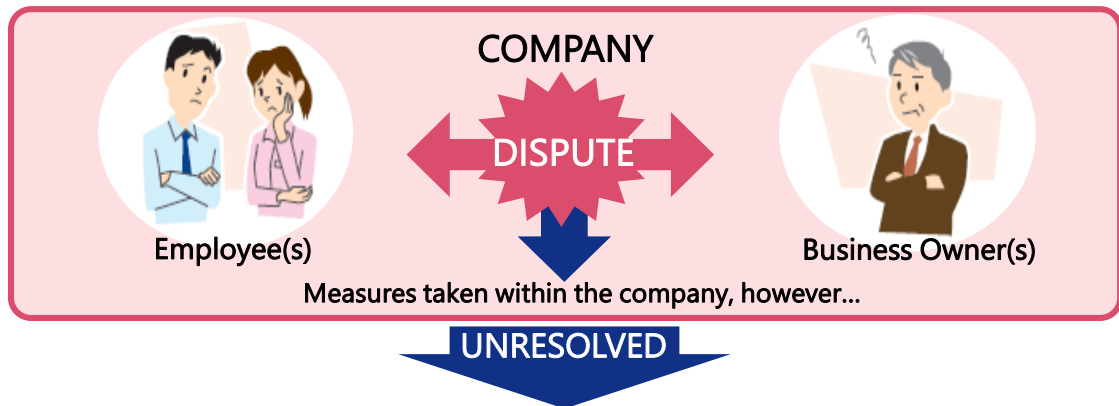 COMPANY
DISPUTE
Employee(s)
Business Owner(s)
Measures taken within the company, however...
UNRESOLVED